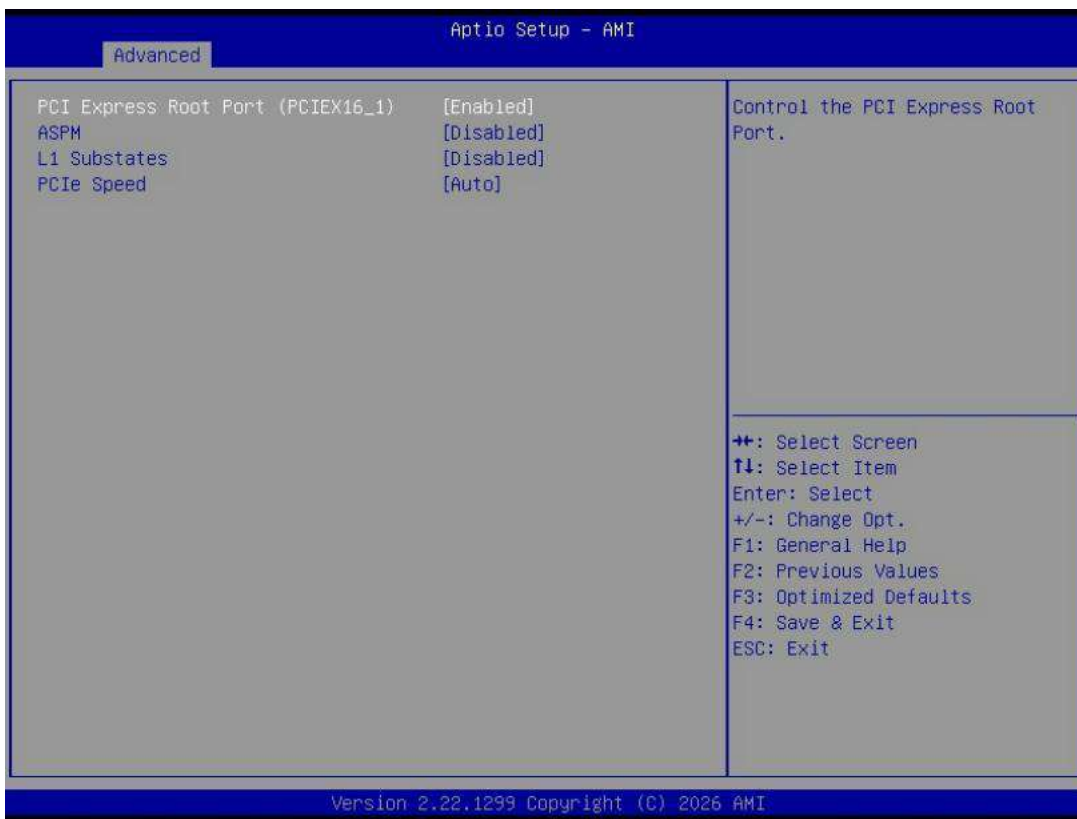 Aptio Setup - AMI
Advanced
PCI Express Root Port (PCIEX16_1) [Enabled]
ASPM [Disabled]
L1 Substates [Disabled]
PCIe Speed [Auto]
Control the PCI Express Root
Port.
→←: Select Screen
↑↓: Select Item
Enter: Select
+/-: Change Opt.
F1: General Help
F2: Previous Values
F3: Optimized Defaults
F4: Save & Exit
ESC: Exit
Version 2.22.1299 Copyright (C) 2026 AMI